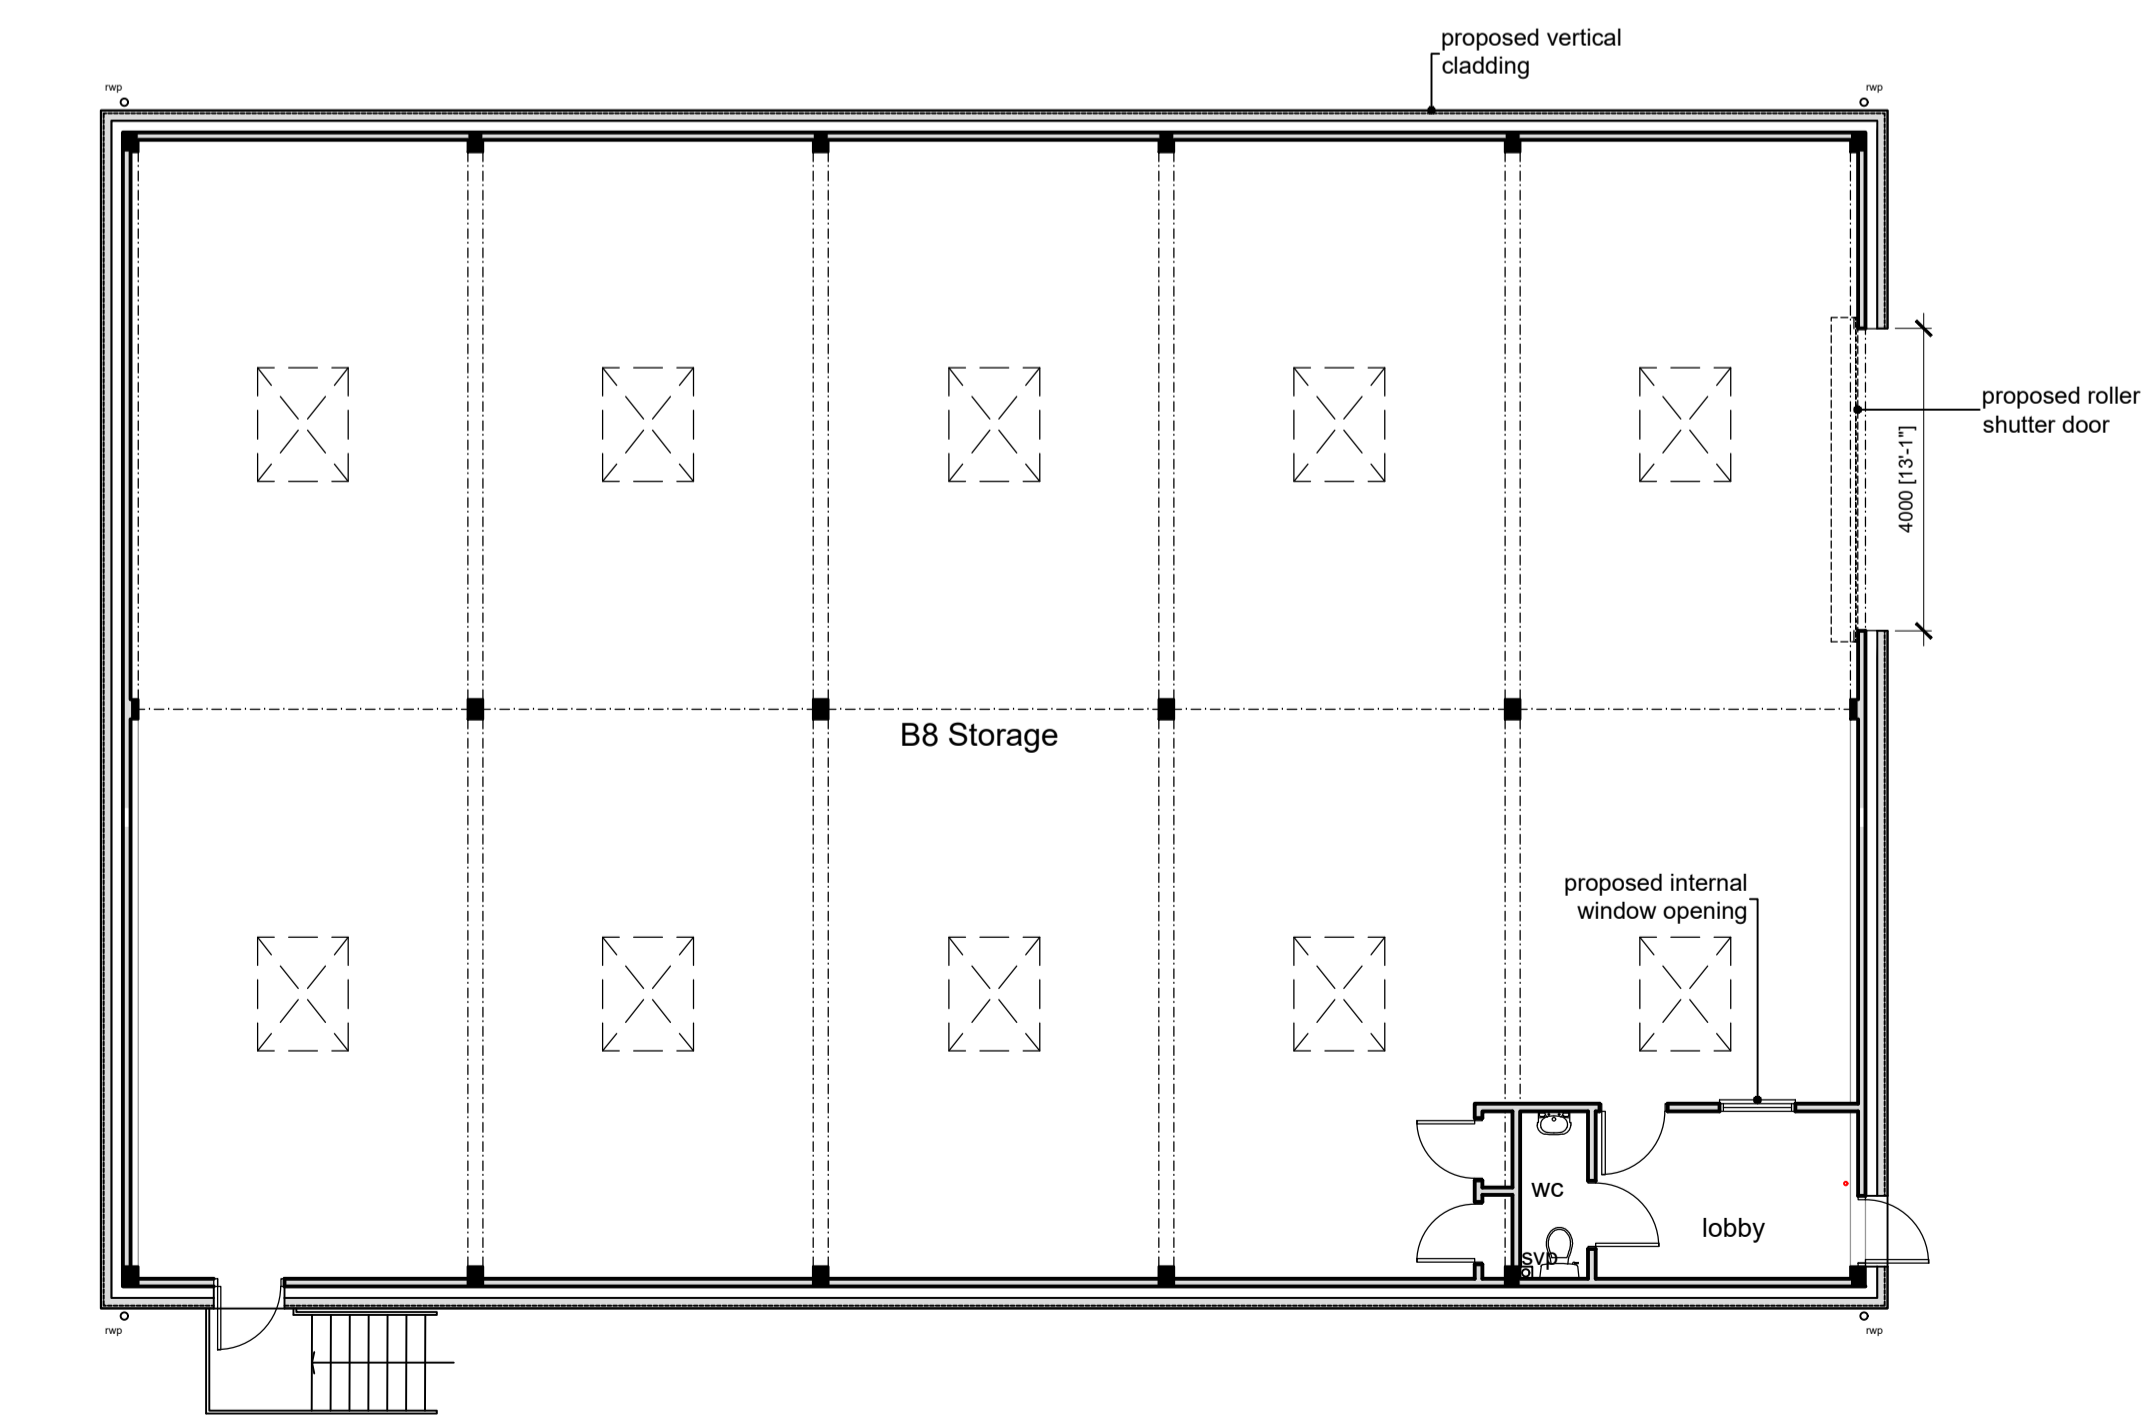 proposed vertical
cladding
rwp
rwp
proposed roller
shutter door
4000 [13'-1"]
B8 Storage
proposed internal
window opening
wc
lobby
svp
rwp
rwp